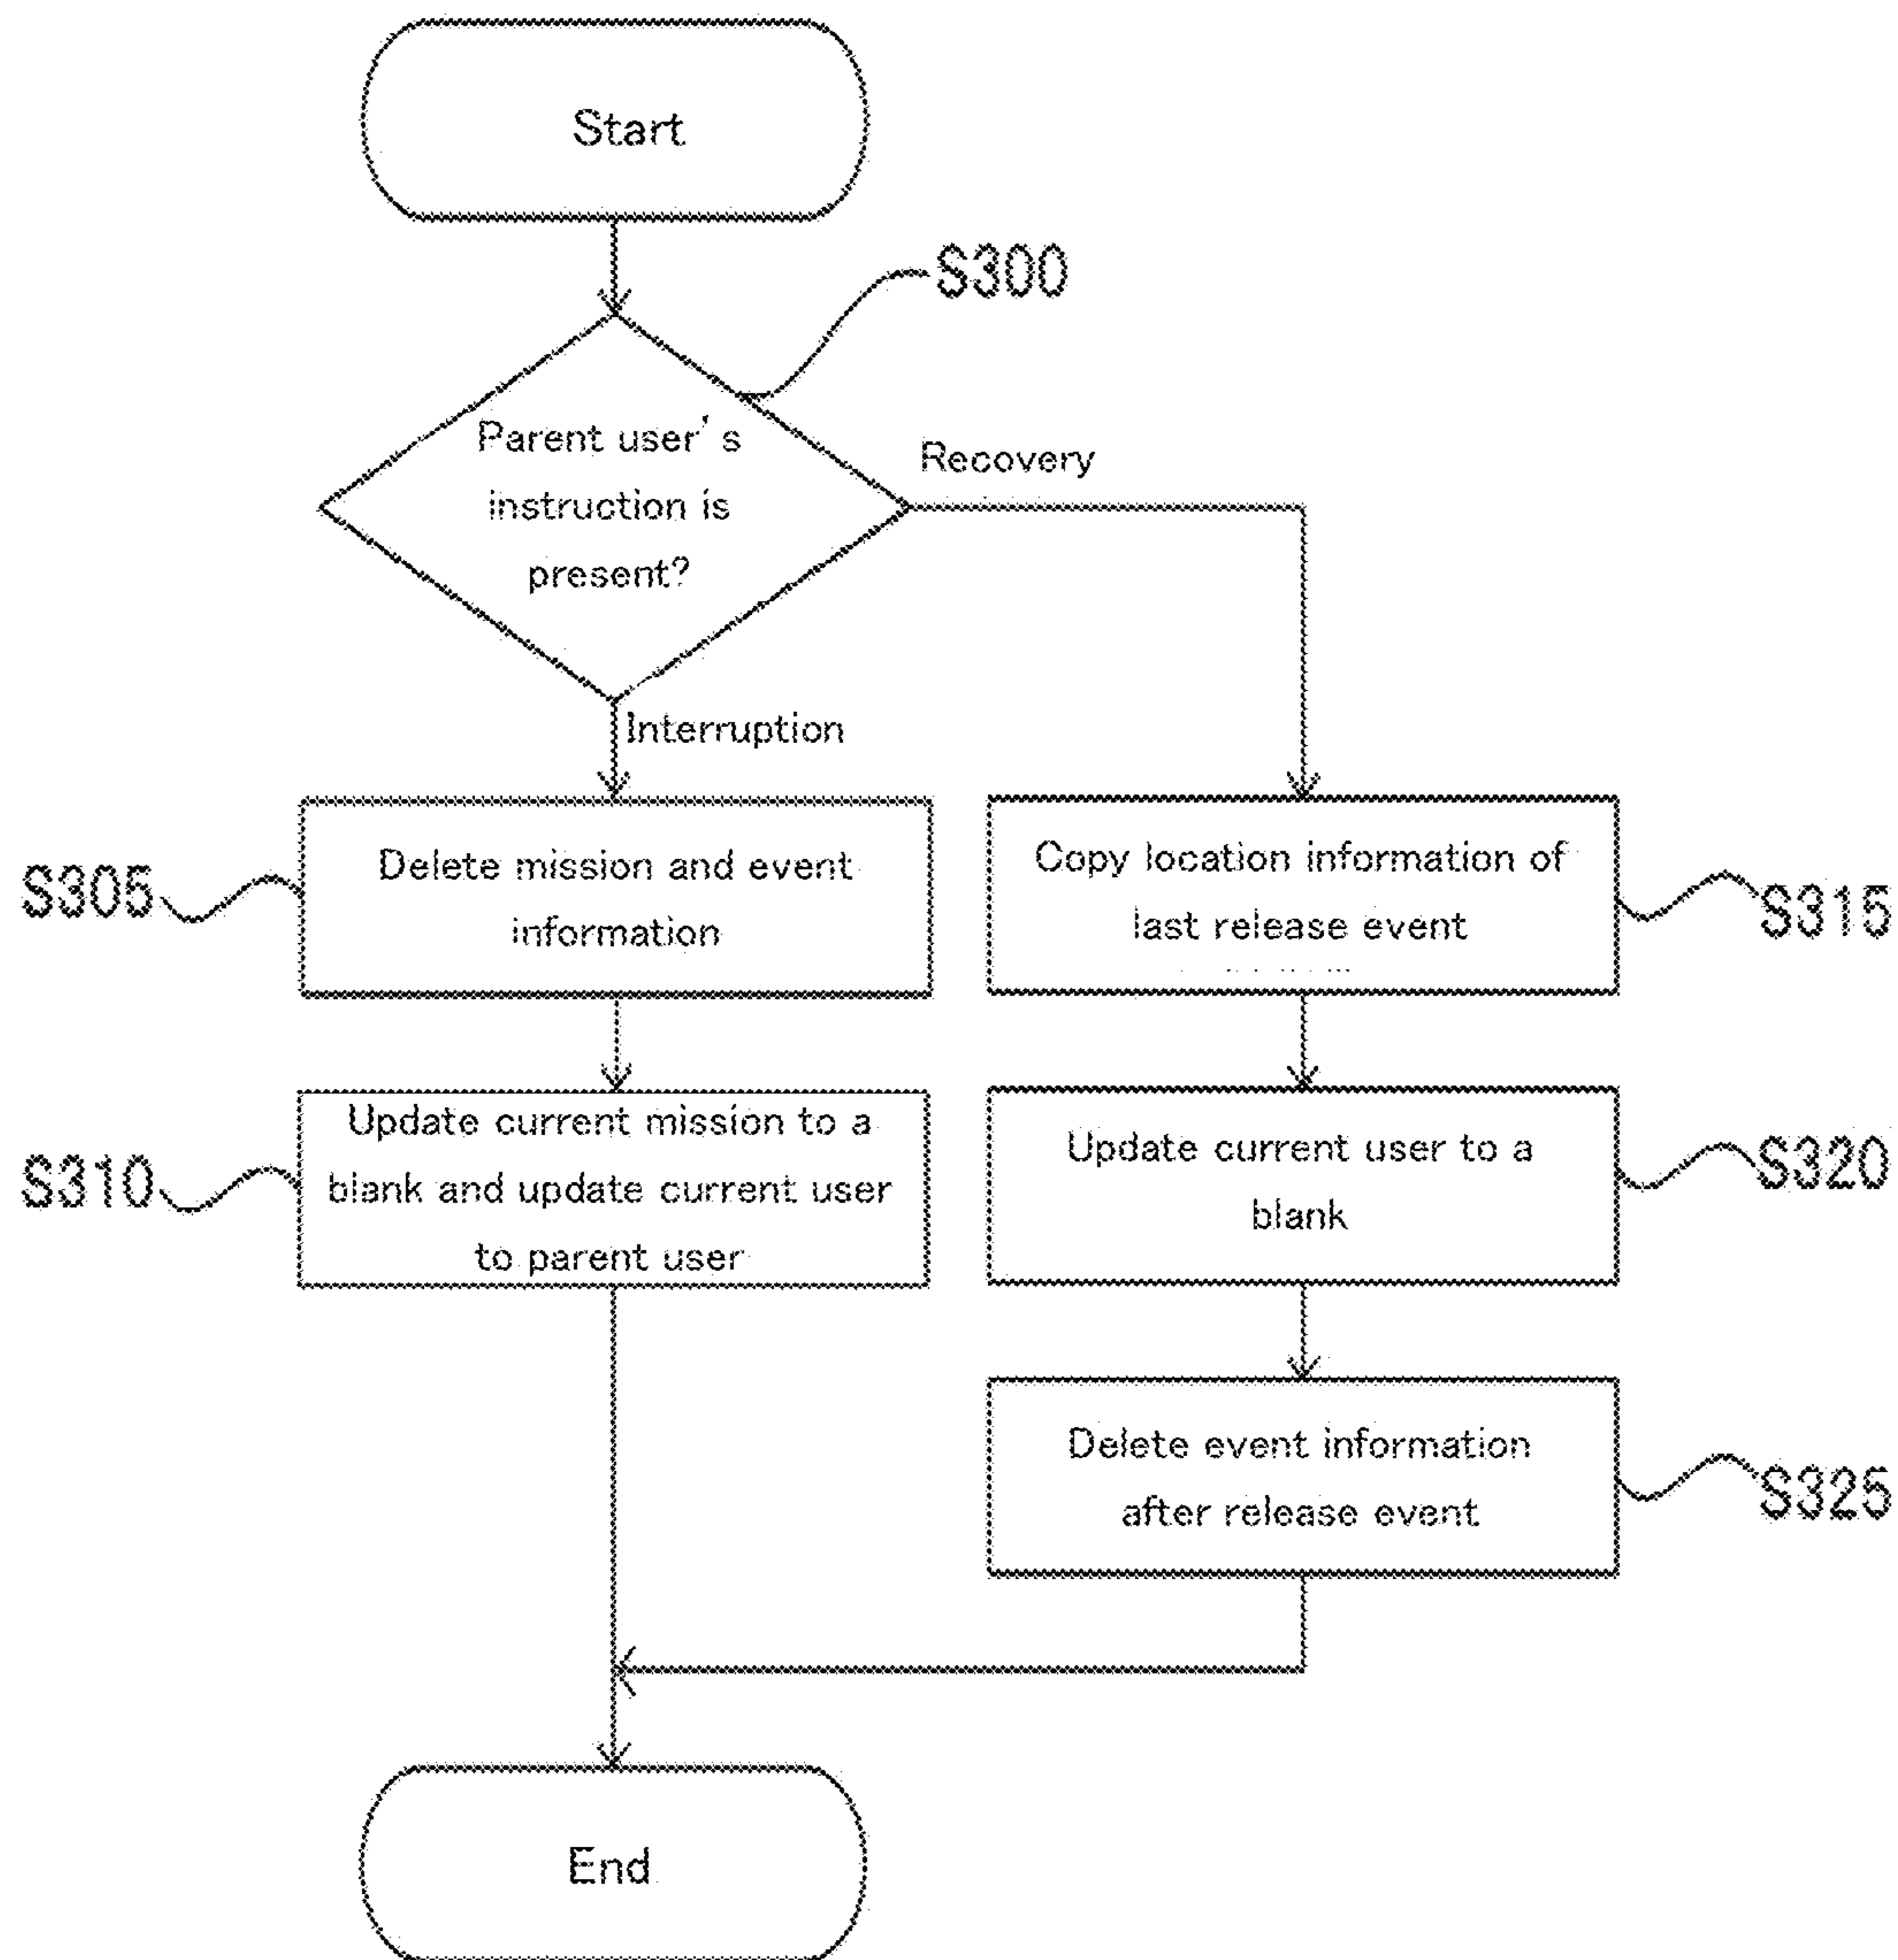 Start
S300
Parent user's
instruction is
present?
Recovery
Interruption
S305
Delete mission and event
information
Copy location information of
last release event
S315
S310
Update current mission to a
blank and update current user
to parent user
Update current user to a
blank
S320
Delete event information
after release event
S325
End